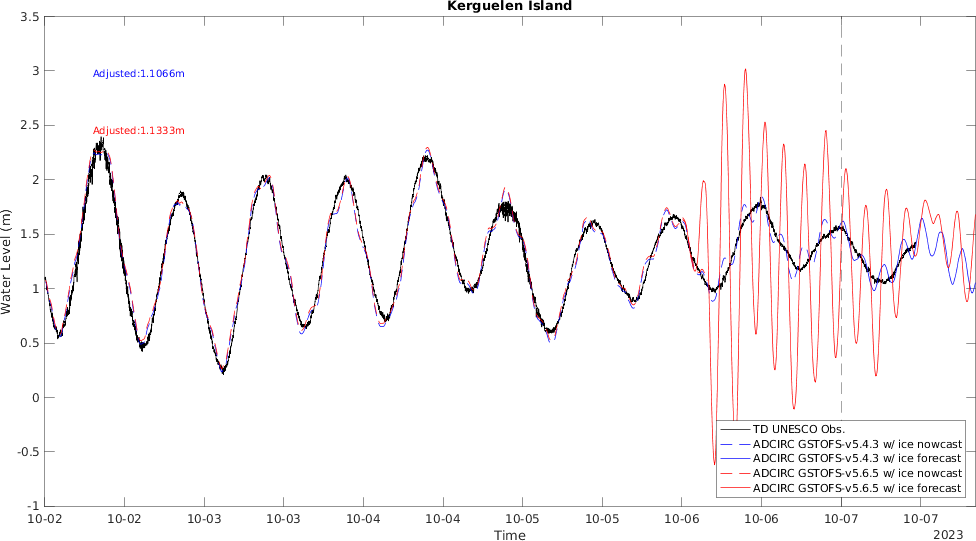 Kerguelen Island
Adjusted:1.1066m
Adjusted:1.1333m
Water Level (m)
3.5
3
2.5
2
1.5
1
0.5
0
-0.5
-1
TD UNESCO Obs.
ADCIRC GSTOFS-v5.4.3 w/ ice nowcast
ADCIRC GSTOFS-v5.4.3 w/ ice forecast
ADCIRC GSTOFS-v5.6.5 w/ ice nowcast
ADCIRC GSTOFS-v5.6.5 w/ ice forecast
10-02 10-02 10-03 10-03 10-04 10-04 10-05 10-05 10-06 10-06 10-07 10-07
2023
Time